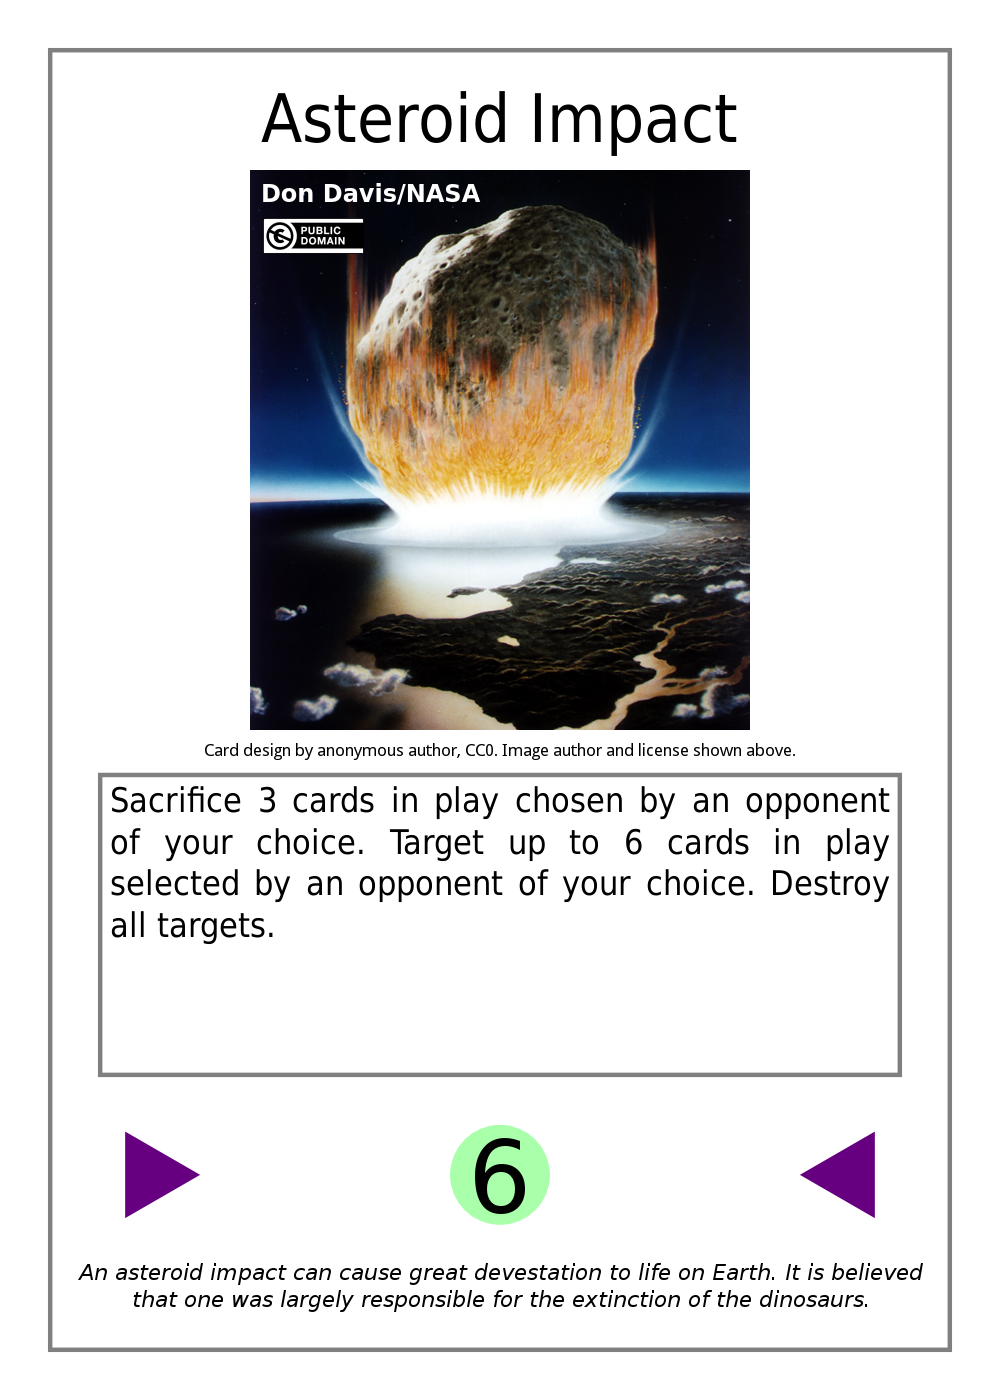 Asteroid Impact
Don Davis/NASA
PUBLIC
DOMAIN
Card design by anonymous author, CC0. Image author and license shown above.
Sacrifice 3 cards in play chosen by an opponent
of your choice. Target up to 6 cards in play
selected by an opponent of your choice. Destroy
all targets.
6
An asteroid impact can cause great devestation to life on Earth. It is believed
that one was largely responsible for the extinction of the dinosaurs.